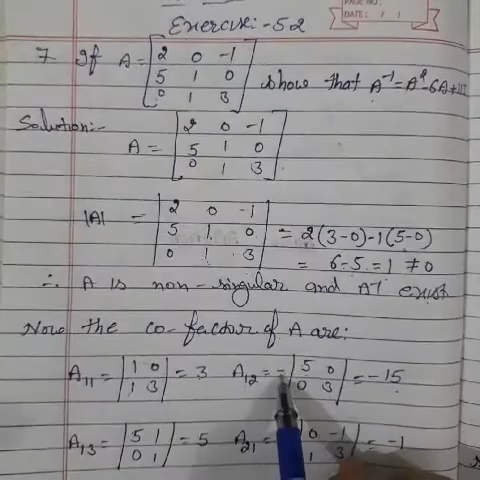 PAGE NO.
DATE: / /
Exercise:-5.2
7. If A = [2 0 -1 5 1 0 0 1 3] show that A⁻¹ = A² - 6A + 11I
Solution:-
A = [2 0 -1 5 1 0 0 1 3]
|A| = |2 0 -1 5 1 0 0 1 3| = 2(3-0)-1(5-0)
= 6-5 = 1 ≠ 0
∴ A is non-singular and A⁻¹ exist
Now the co-factor of A are:
A₁₁ = |1 0 1 3| = 3 A₁₂ = -|5 0 0 3| = -15
A₁₃ = |5 1 0 1| = 5 A₂₁ = |0 -1 1 3| = -1